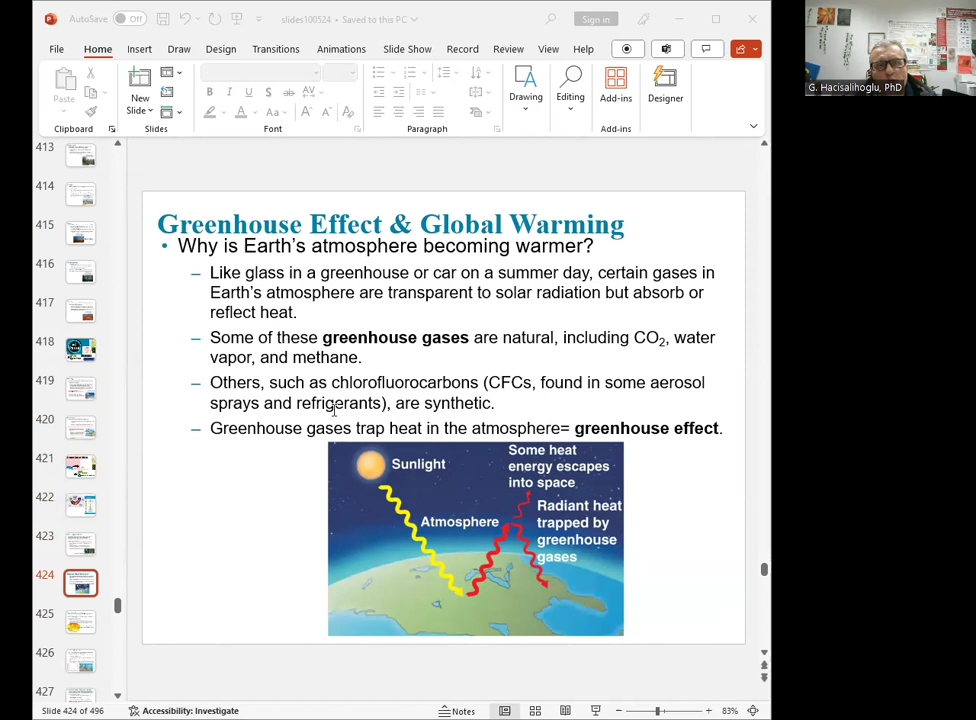 AutoSave Off slides100524 • Saved to this PC Sign in
G. Hacisalihoglu, PhD
File Home Insert Draw Design Transitions Animations Slide Show Record Review View Help
Paste New Slide B I U S ab AV Aa A A A Drawing Editing Add-ins Designer
Clipboard Slides Font Paragraph Add-ins
413
414
415
416
417
418
419
420
421
422
423
424
425
426
427
Greenhouse Effect & Global Warming
• Why is Earth’s atmosphere becoming warmer?
– Like glass in a greenhouse or car on a summer day, certain gases in
Earth’s atmosphere are transparent to solar radiation but absorb or
reflect heat.
– Some of these greenhouse gases are natural, including CO₂, water
vapor, and methane.
– Others, such as chlorofluorocarbons (CFCs, found in some aerosol
sprays and refrigerants), are synthetic.
– Greenhouse gases trap heat in the atmosphere= greenhouse effect.
Sunlight
Some heat
energy escapes
into space
Atmosphere
Radiant heat
trapped by
greenhouse
gases
Slide 424 of 496 Accessibility: Investigate Notes 83%